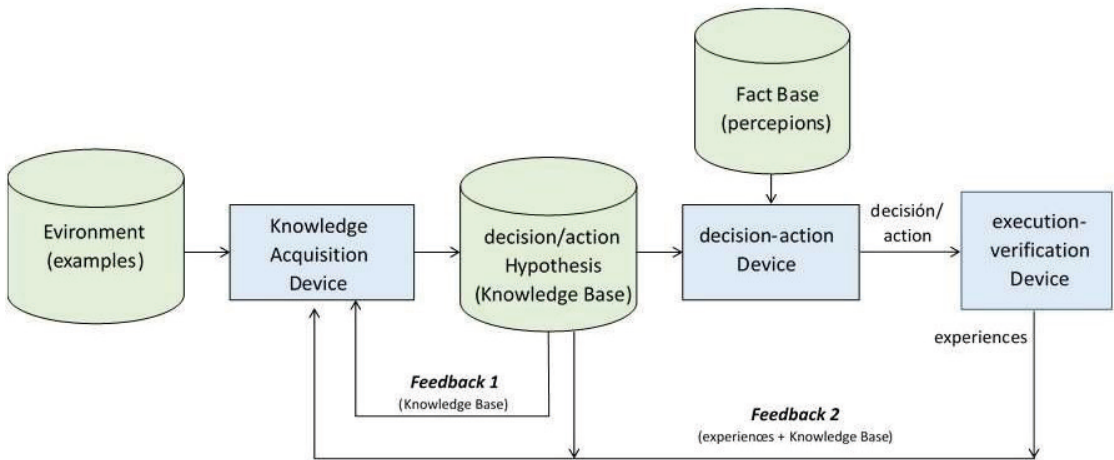 Fact Base
(percepions)
Evironment
(examples)
Knowledge
Acquisition
Device
decision/action
Hypothesis
(Knowledge Base)
decision-action
Device
decisión/
action
execution-
verification
Device
experiences
Feedback 1
(Knowledge Base)
Feedback 2
(experiences + Knowledge Base)